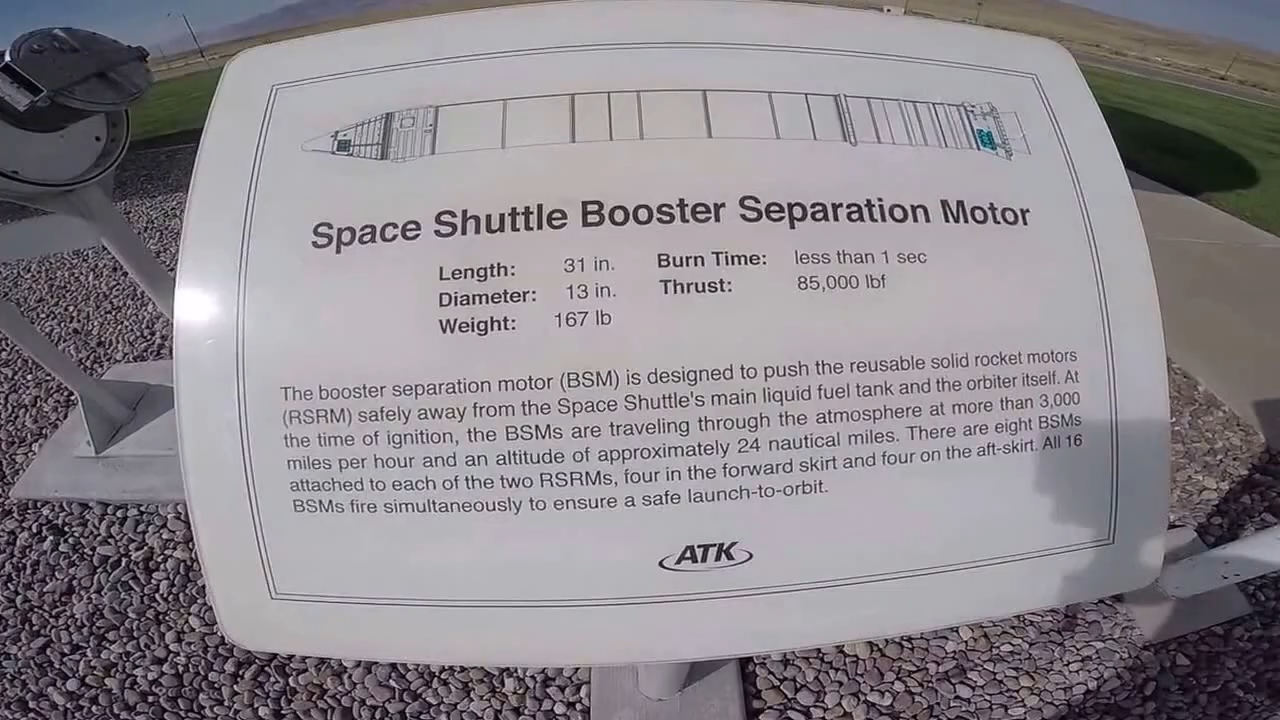 Space Shuttle Booster Separation Motor
Length: 31 in. Burn Time: less than 1 sec
Diameter: 13 in. Thrust: 85,000 lbf
Weight: 167 lb
The booster separation motor (BSM) is designed to push the reusable solid rocket motors
(RSRM) safely away from the Space Shuttle's main liquid fuel tank and the orbiter itself. At
the time of ignition, the BSMs are traveling through the atmosphere at more than 3,000
miles per hour and an altitude of approximately 24 nautical miles. There are eight BSMs
attached to each of the two RSRMs, four in the forward skirt and four on the aft-skirt. All 16
BSMs fire simultaneously to ensure a safe launch-to-orbit.
ATK